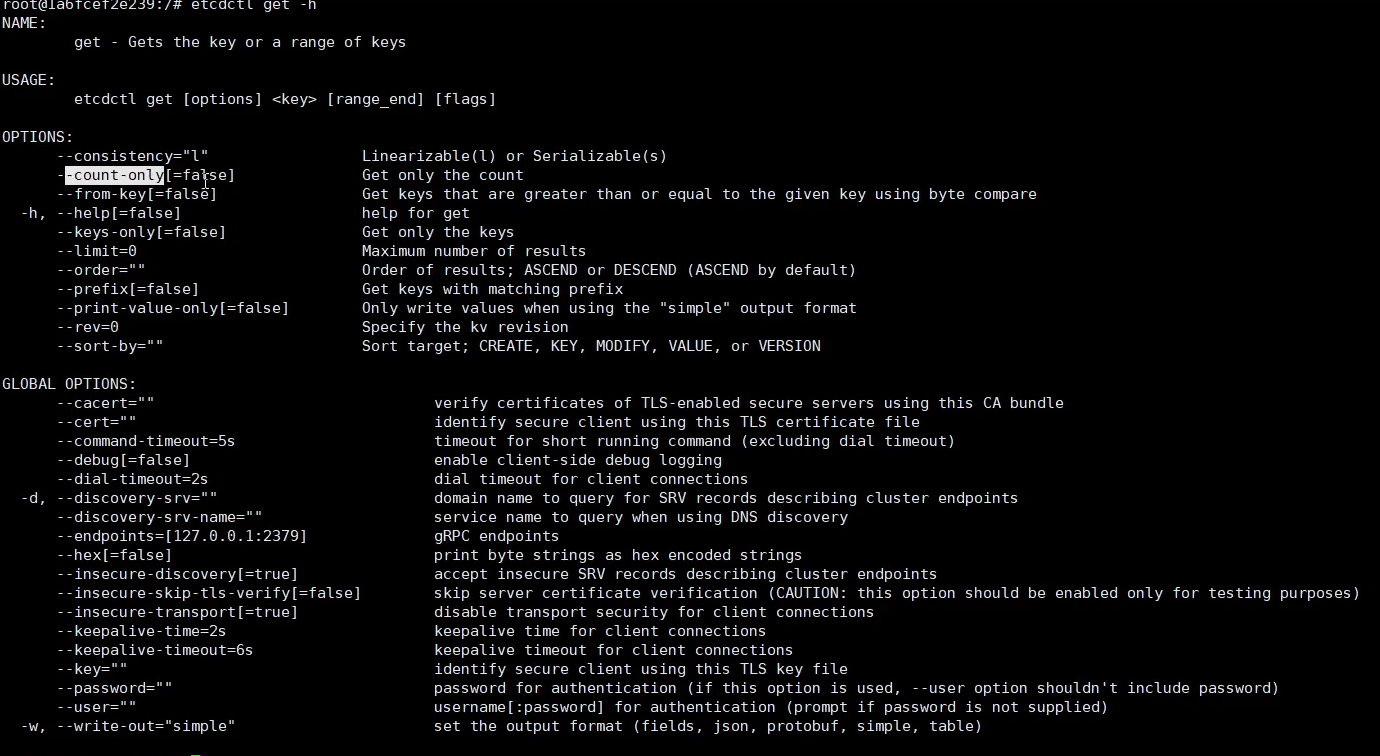 root@1a6fcef2e239:/# etcdctl get -h
NAME:
        get - Gets the key or a range of keys

USAGE:
        etcdctl get [options] <key> [range_end] [flags]

OPTIONS:
      --consistency="l"                 Linearizable(l) or Serializable(s)
      --count-only[=false]              Get only the count
      --from-key[=false]                Get keys that are greater than or equal to the given key using byte compare
  -h, --help[=false]                    help for get
      --keys-only[=false]               Get only the keys
      --limit=0                         Maximum number of results
      --order=""                        Order of results; ASCEND or DESCEND (ASCEND by default)
      --prefix[=false]                  Get keys with matching prefix
      --print-value-only[=false]        Only write values when using the "simple" output format
      --rev=0                           Specify the kv revision
      --sort-by=""                      Sort target; CREATE, KEY, MODIFY, VALUE, or VERSION

GLOBAL OPTIONS:
      --cacert=""                               verify certificates of TLS-enabled secure servers using this CA bundle
      --cert=""                                 identify secure client using this TLS certificate file
      --command-timeout=5s                      timeout for short running command (excluding dial timeout)
      --debug[=false]                           enable client-side debug logging
      --dial-timeout=2s                         dial timeout for client connections
  -d, --discovery-srv=""                        domain name to query for SRV records describing cluster endpoints
      --discovery-srv-name=""                   service name to query when using DNS discovery
      --endpoints=[127.0.0.1:2379]              gRPC endpoints
      --hex[=false]                             print byte strings as hex encoded strings
      --insecure-discovery[=true]               accept insecure SRV records describing cluster endpoints
      --insecure-skip-tls-verify[=false]        skip server certificate verification (CAUTION: this option should be enabled only for testing purposes)
      --insecure-transport[=true]               disable transport security for client connections
      --keepalive-time=2s                       keepalive time for client connections
      --keepalive-timeout=6s                    keepalive timeout for client connections
      --key=""                                  identify secure client using this TLS key file
      --password=""                             password for authentication (if this option is used, --user option shouldn't include password)
      --user=""                                 username[:password] for authentication (prompt if password is not supplied)
  -w, --write-out="simple"                      set the output format (fields, json, protobuf, simple, table)